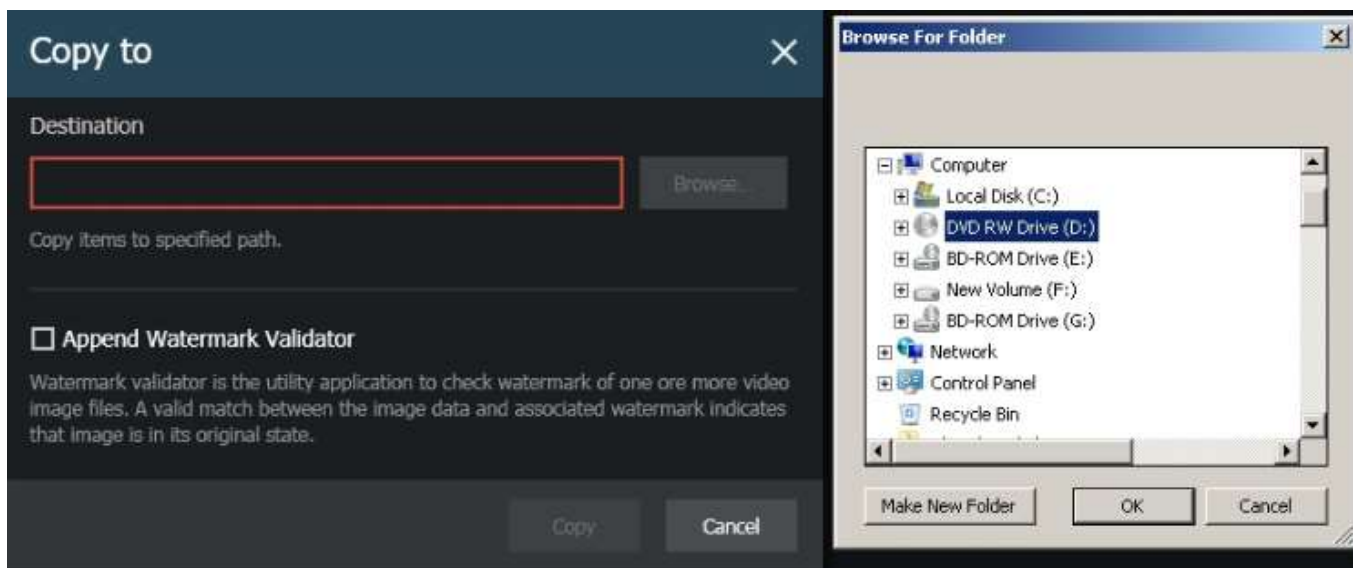 Copy to
Destination
Browse...
Copy items to specified path.
Append Watermark Validator
Watermark validator is the utility application to check watermark of one ore more video
image files. A valid match between the image data and associated watermark indicates
that image is in its original state.
Copy
Cancel
Browse For Folder
Computer
Local Disk (C:)
DVD RW Drive (D:)
BD-ROM Drive (E:)
New Volume (F:)
BD-ROM Drive (G:)
Network
Control Panel
Recycle Bin
Make New Folder
OK
Cancel